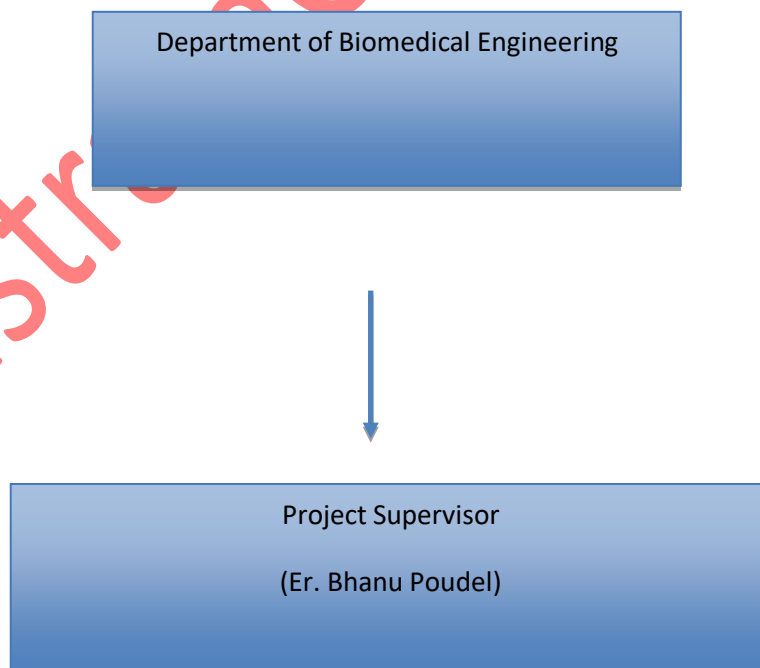 Department of Biomedical Engineering
Project Supervisor
(Er. Bhanu Poudel)